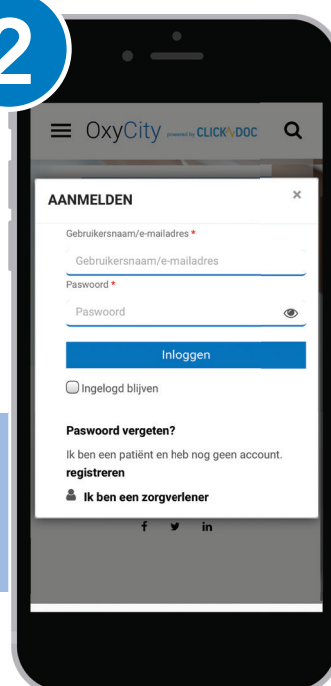 2
OxyCity powered by CLICKDOC
AANMELDEN ×
Gebruikersnaam/e-mailadres *
Gebruikersnaam/e-mailadres
Paswoord *
Paswoord
Inloggen
Ingelogd blijven
Paswoord vergeten?
Ik ben een patiënt en heb nog geen account.
registreren
Ik ben een zorgverlener